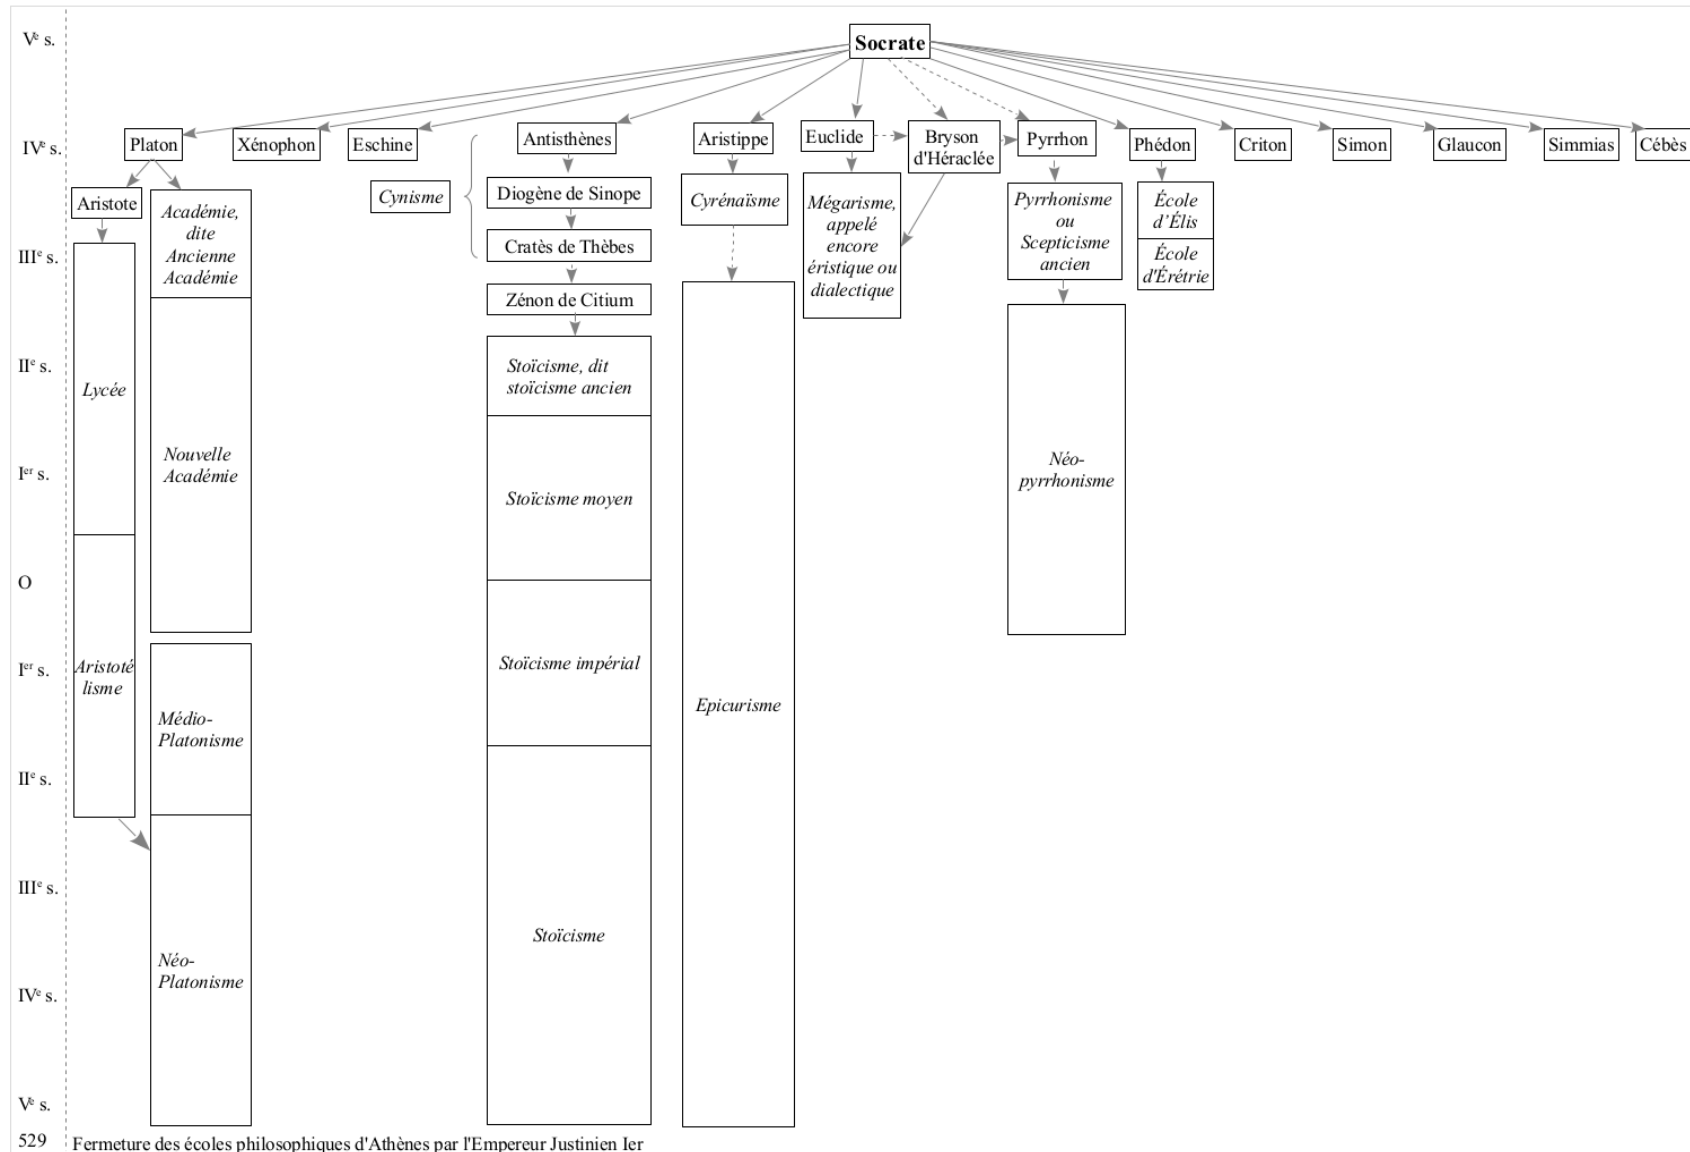 Vᵉ s.
Socrate
IVᵉ s.
Platon
Xénophon
Eschine
Antisthènes
Aristippe
Euclide
Bryson
d'Héraclée
Pyrrhon
Phédon
Criton
Simon
Glaucon
Simmias
Cébès
Aristote
Académie,
dite
Ancienne
Académie
Cynisme
Diogène de Sinope
Cratès de Thèbes
Zénon de Citium
Cyrénaïsme
Mégarisme,
appelé
encore
éristique ou
dialectique
Pyrrhonisme
ou
Scepticisme
ancien
École
d’Élis
École
d'Érétrie
IIIᵉ s.
IIᵉ s.
Lycée
Stoïcisme, dit
stoïcisme ancien
Iᵉʳ s.
Nouvelle
Académie
Stoïcisme moyen
Néo-
pyrrhonisme
O
Iᵉʳ s.
Aristoté
lisme
Médio-
Platonisme
Stoïcisme impérial
Epicurisme
IIᵉ s.
IIIᵉ s.
Néo-
Platonisme
Stoïcisme
IVᵉ s.
Vᵉ s.
529 Fermeture des écoles philosophiques d'Athènes par l'Empereur Justinien Ier